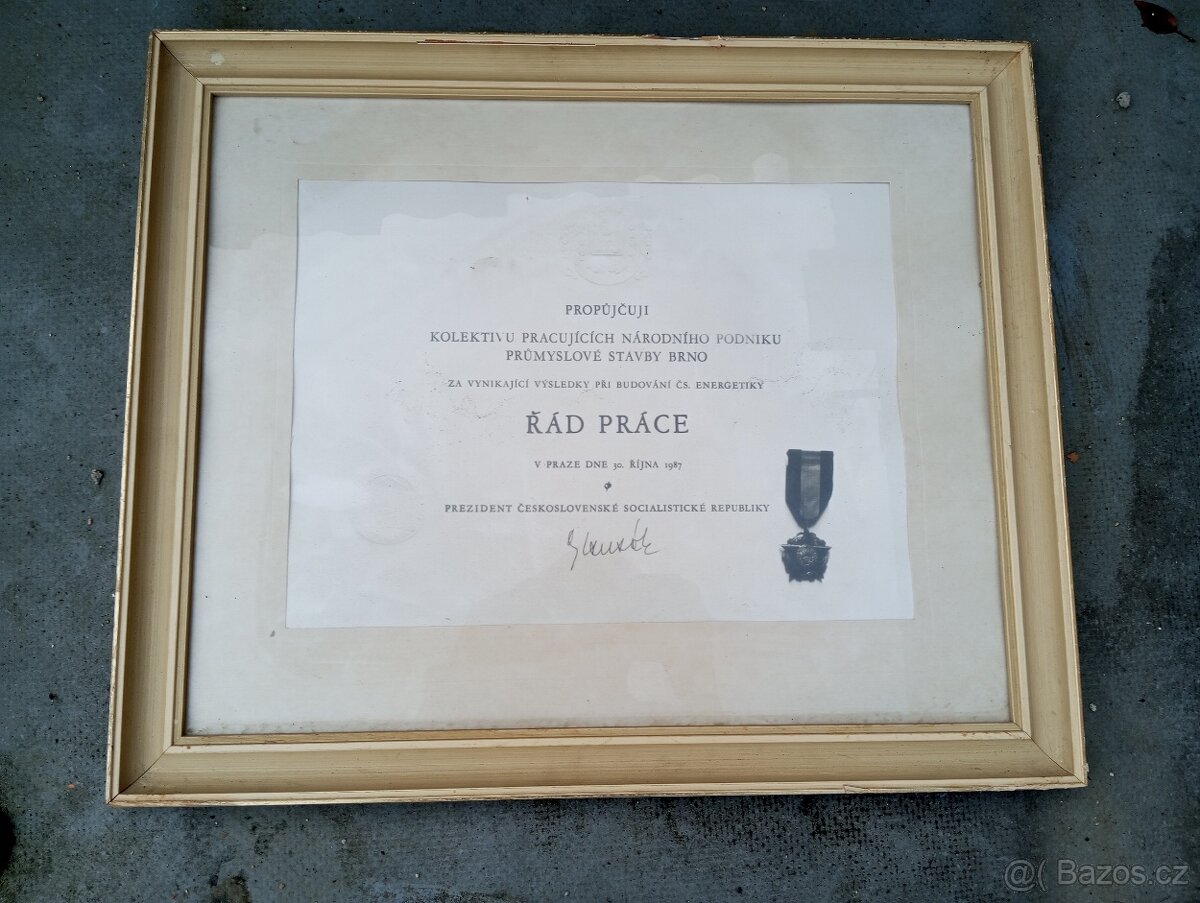 PROPŮJČUJI
KOLEKTIVU PRACUJÍCÍCH NÁRODNÍHO PODNIKU
PRŮMYSLOVÉ STAVBY BRNO
ZA VYNIKAJÍCÍ VÝSLEDKY PŘI BUDOVÁNÍ ČS. ENERGETIKY
ŘÁD PRÁCE
V PRAZE DNE 30. ŘÍJNA 1987
PREZIDENT ČESKOSLOVENSKÉ SOCIALISTICKÉ REPUBLIKY
@( Bazos.cz